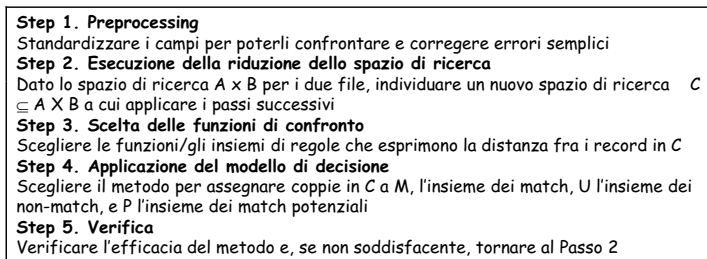 Step 1. Preprocessing
Standardizzare i campi per poterli confrontare e corregere errori semplici
Step 2. Esecuzione della riduzione dello spazio di ricerca
Dato lo spazio di ricerca A x B per i due file, individuare un nuovo spazio di ricerca C
⊆ A X B a cui applicare i passi successivi
Step 3. Scelta delle funzioni di confronto
Scegliere le funzioni/gli insiemi di regole che esprimono la distanza fra i record in C
Step 4. Applicazione del modello di decisione
Scegliere il metodo per assegnare coppie in C a M, l'insieme dei match, U l'insieme dei
non-match, e P l'insieme dei match potenziali
Step 5. Verifica
Verificare l'efficacia del metodo e, se non soddisfacente, tornare al Passo 2